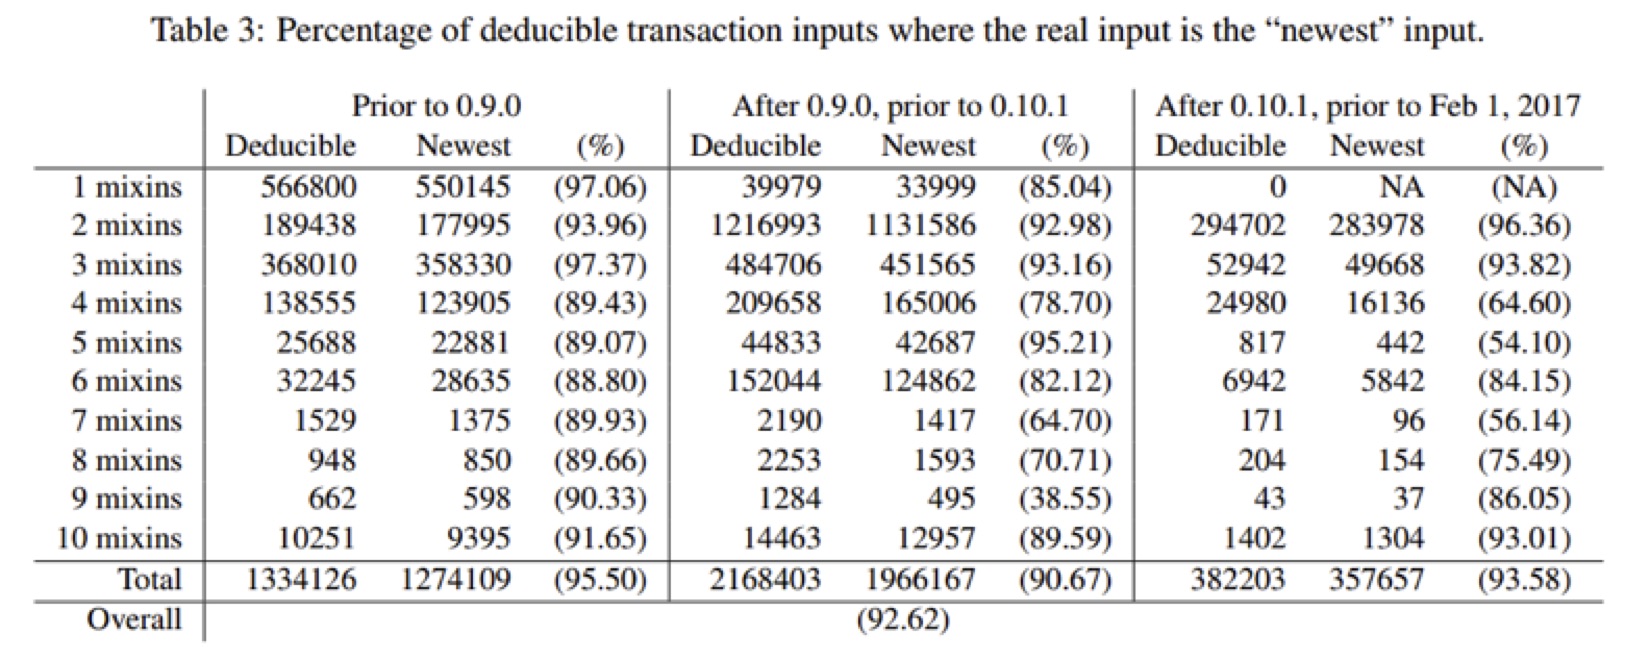 Table 3: Percentage of deducible transaction inputs where the real input is the “newest” input.
Prior to 0.9.0 After 0.9.0, prior to 0.10.1 After 0.10.1, prior to Feb 1, 2017
Deducible Newest (%) Deducible Newest (%) Deducible Newest (%)
1 mixins 566800 550145 (97.06) 39979 33999 (85.04) 0 NA (NA)
2 mixins 189438 177995 (93.96) 1216993 1131586 (92.98) 294702 283978 (96.36)
3 mixins 368010 358330 (97.37) 484706 451565 (93.16) 52942 49668 (93.82)
4 mixins 138555 123905 (89.43) 209658 165006 (78.70) 24980 16136 (64.60)
5 mixins 25688 22881 (89.07) 44833 42687 (95.21) 817 442 (54.10)
6 mixins 32245 28635 (88.80) 152044 124862 (82.12) 6942 5842 (84.15)
7 mixins 1529 1375 (89.93) 2190 1417 (64.70) 171 96 (56.14)
8 mixins 948 850 (89.66) 2253 1593 (70.71) 204 154 (75.49)
9 mixins 662 598 (90.33) 1284 495 (38.55) 43 37 (86.05)
10 mixins 10251 9395 (91.65) 14463 12957 (89.59) 1402 1304 (93.01)
Total 1334126 1274109 (95.50) 2168403 1966167 (90.67) 382203 357657 (93.58)
Overall (92.62)